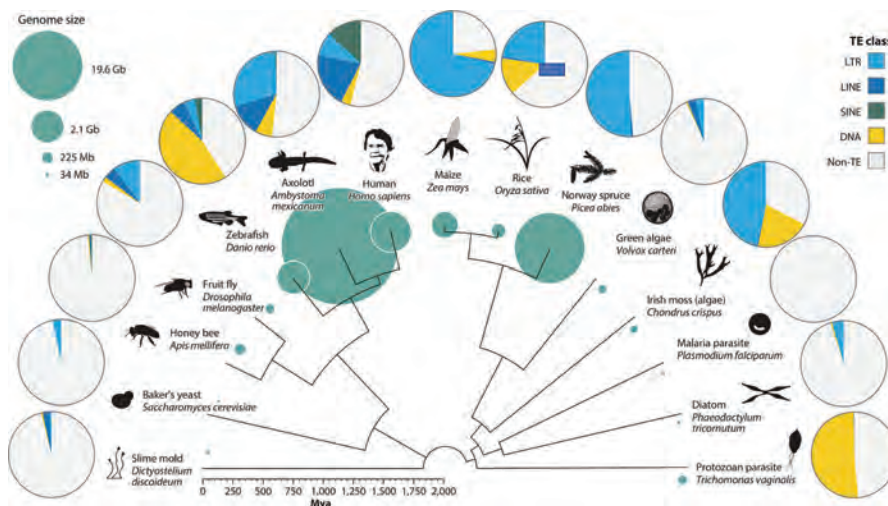 Genome size
19.6 Gb
2.1 Gb
225 Mb
34 Mb
TE clas
LTR
LINE
SINE
DNA
Non-TE
Axolotl
Ambystoma
mexicanum
Human
Homo sapiens
Maize
Zea mays
Rice
Oryza sativa
Norway spruce
Picea abies
Zebrafish
Danio rerio
Green algae
Volvox carteri
Fruit fly
Drosophila
melanogaster
Irish moss (algae)
Chondrus crispus
Honey bee
Apis mellifera
Malaria parasite
Plasmodium falciparum
Baker's yeast
Saccharomyces cerevisiae
Diatom
Phaeodactylum
tricornutum
Slime mold
Dictyostelium
discoideum
Protozoan parasite
Trichomonas vaginalis
0 250 500 750 1,000 1,250 1,500 1,750 2,000
Mya